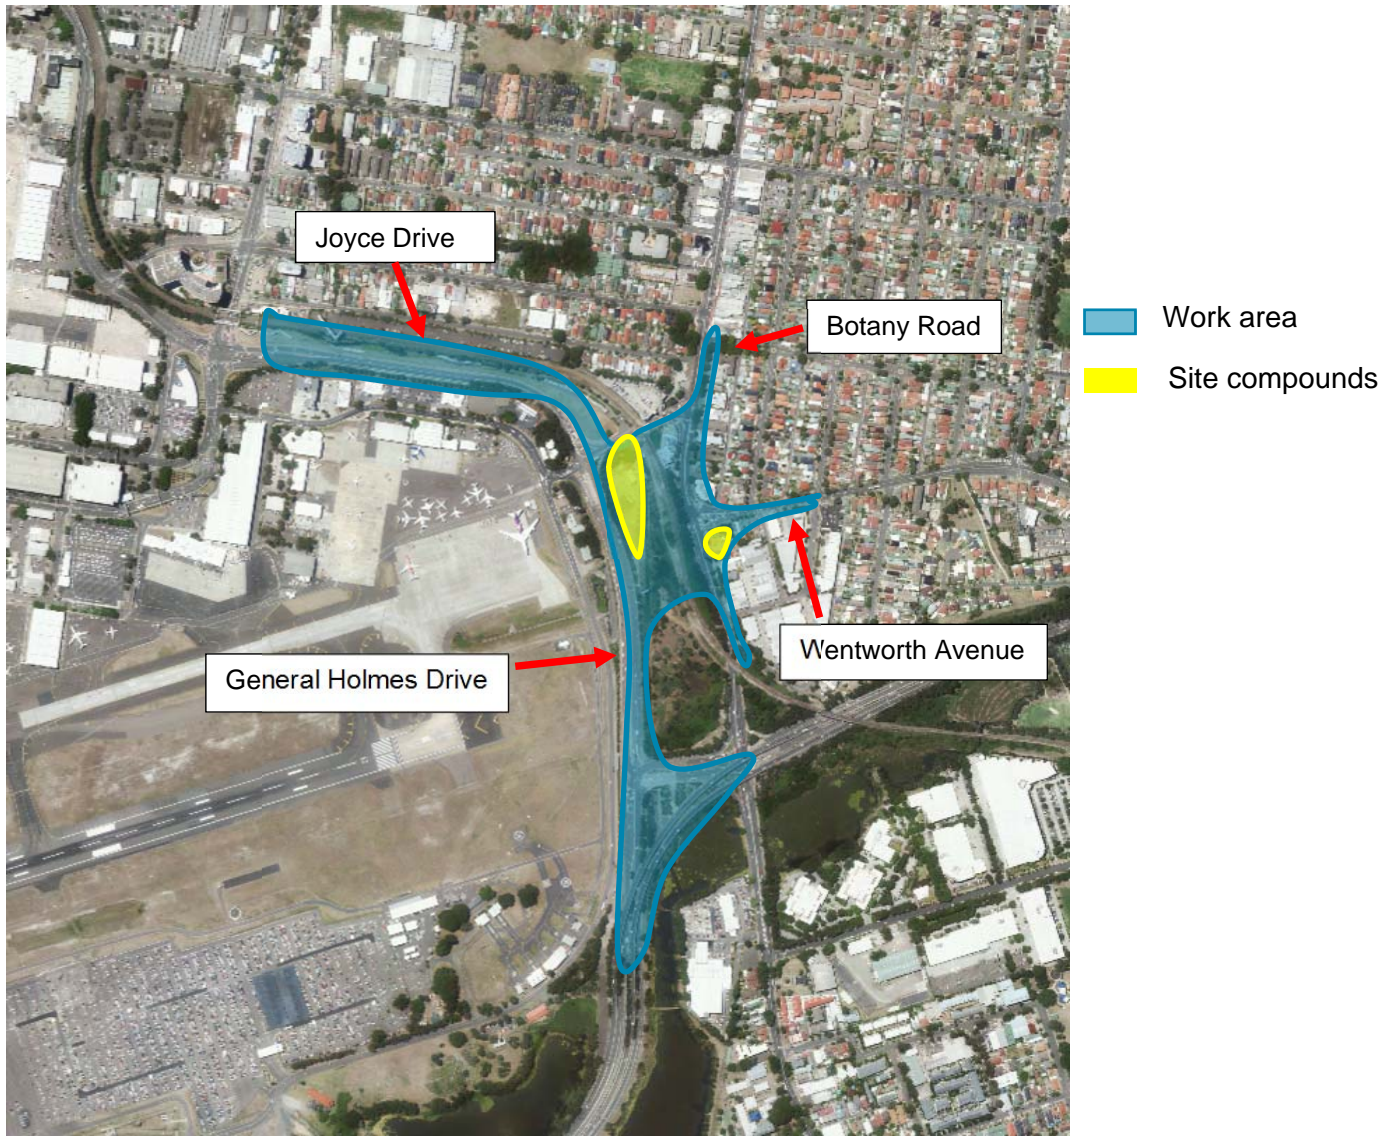 Joyce Drive
Botany Road
Work area
Site compounds
Wentworth Avenue
General Holmes Drive